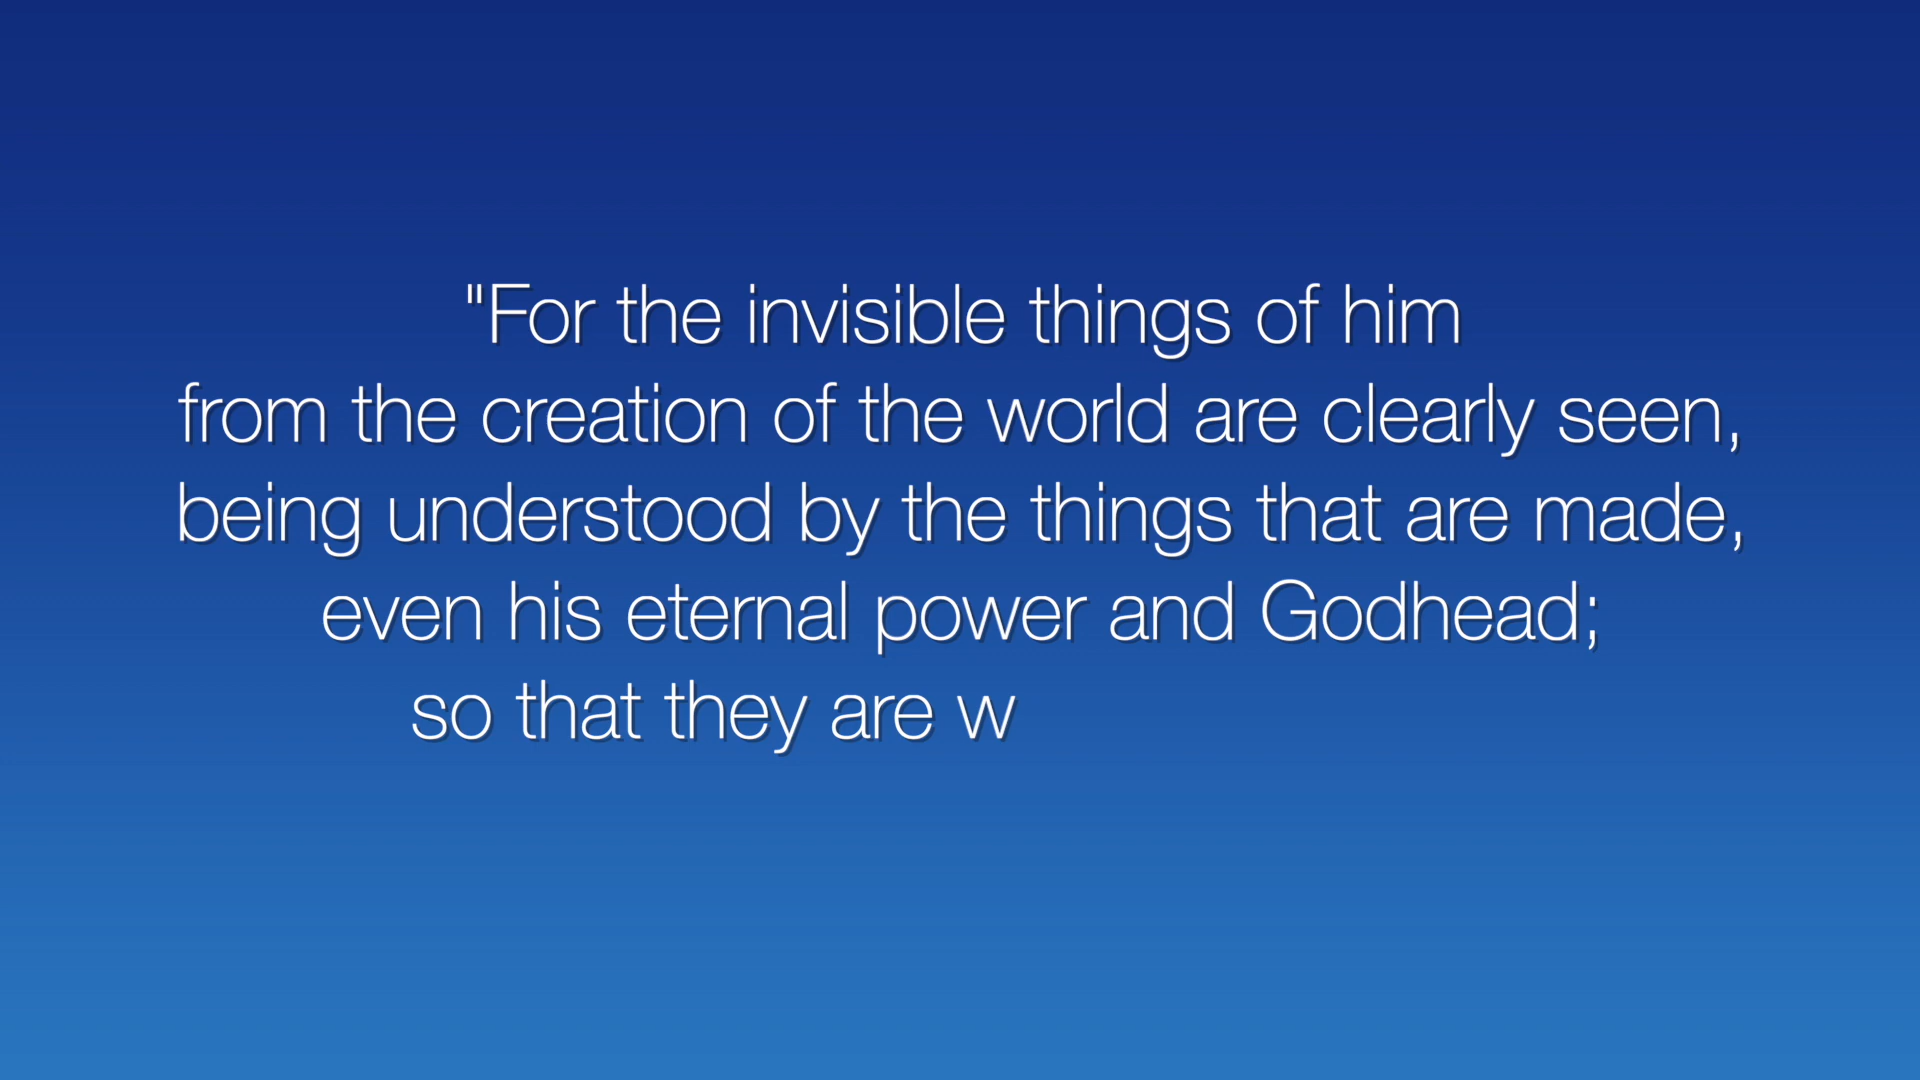 "For the invisible things of him
from the creation of the world are clearly seen,
being understood by the things that are made,
even his eternal power and Godhead;
so that they are w